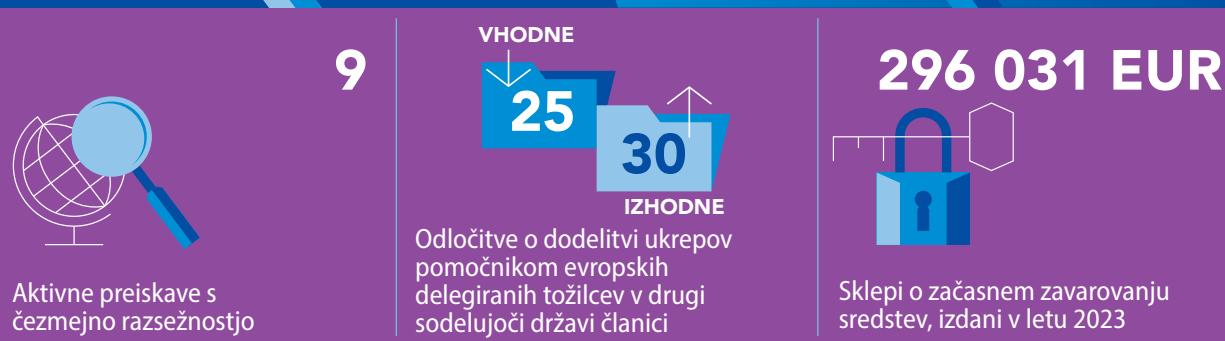 9
Aktivne preiskave s
čezmejno razsežnostjo
VHODNE
25
30
IZHODNE
Odločitve o dodelitvi ukrepov
pomočnikom evropskih
delegiranih tožilcev v drugi
sodelujoči državi članici
296 031 EUR
Sklepi o začasnem zavarovanju
sredstev, izdani v letu 2023